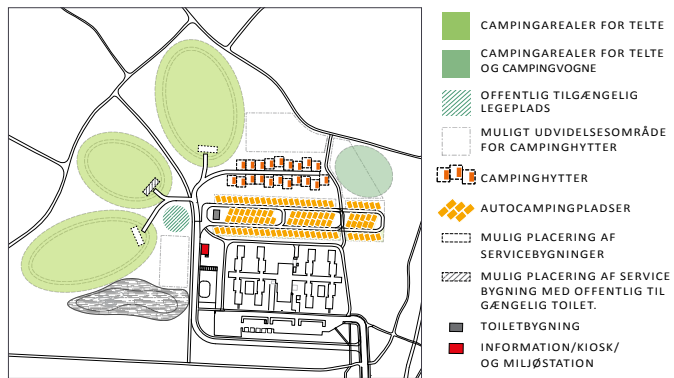 CAMPINGAREALER FOR TELTE
CAMPINGAREALER FOR TELTE
OG CAMPINGVOGNE
OFFENTLIG TILGÆNGELIG
LEGEPLADS
MULIGT UDVIDELSESOMRÅDE
FOR CAMPINGHYTTER
CAMPINGHYTTER
AUTOCAMPINGPLADSER
MULIG PLACERING AF
SERVICEBYGNINGER
MULIG PLACERING AF SERVICE
BYGNING MED OFFENTLIG TIL
GÆNGELIG TOILET.
TOILETBYGNING
INFORMATION/KIOSK/
OG MILJØSTATION